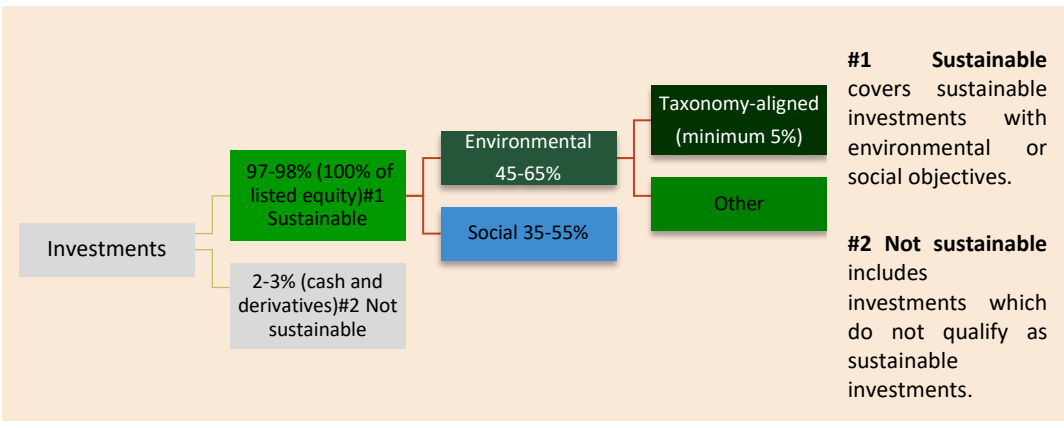 Investments
97-98% (100% of
listed equity)#1
Sustainable
2-3% (cash and
derivatives)#2 Not
sustainable
Environmental
45-65%
Social 35-55%
Taxonomy-aligned
(minimum 5%)
Other
#1 Sustainable
covers sustainable
investments with
environmental or
social objectives.
#2 Not sustainable
includes
investments which
do not qualify as
sustainable
investments.